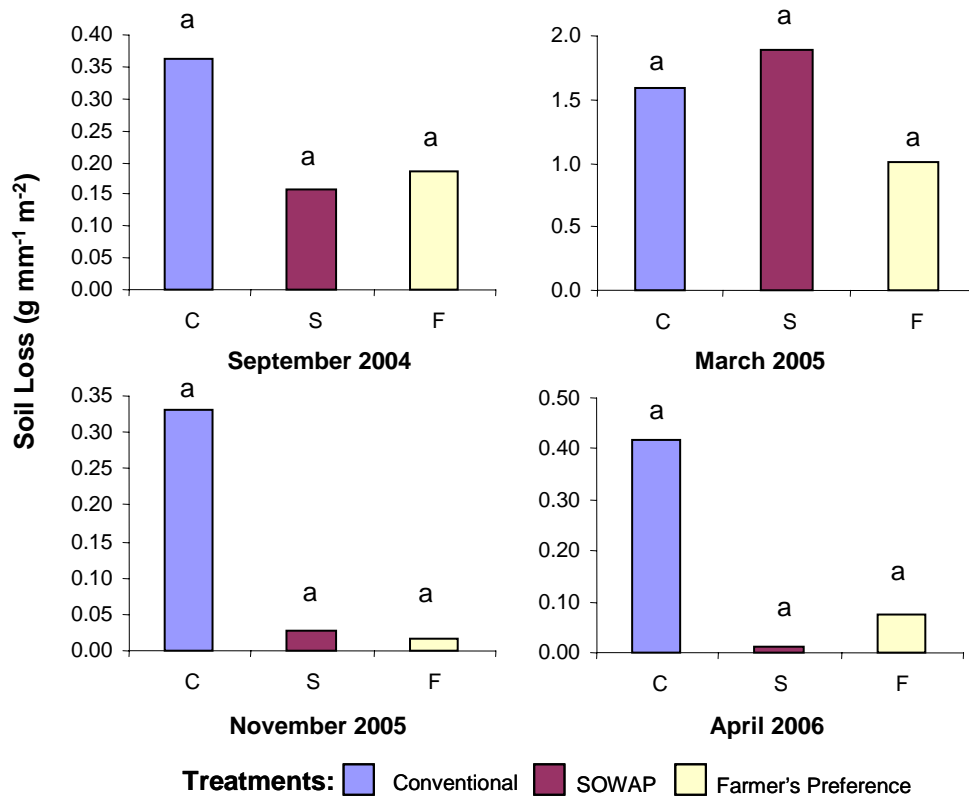 Soil Loss (g mm⁻¹ m⁻²)
0.40
0.35
0.30
0.25
0.20
0.15
0.10
0.05
0.00
a
a
a
C S F
September 2004
2.0
1.5
1.0
0.5
0.0
a
a
a
C S F
March 2005
0.35
0.30
0.25
0.20
0.15
0.10
0.05
0.00
a
a
a
C S F
November 2005
0.50
0.40
0.30
0.20
0.10
0.00
a
a
a
C S F
April 2006
Treatments: Conventional SOWAP Farmer's Preference